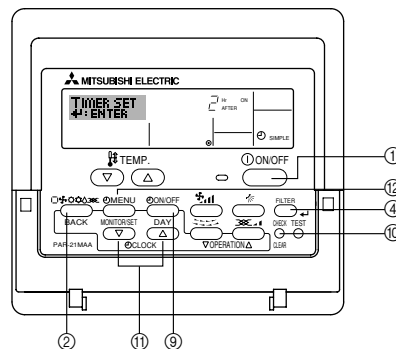 MITSUBISHI ELECTRIC
TIMER SET
↵: ENTER
2 Hr ON
AFTER
SIMPLE
TEMP.
ON/OFF
MENU
ON/OFF
FILTER
BACK
MONITOR/SET
DAY
CHECK TEST
PAR-21MAA
CLOCK
▽OPERATION△
CLEAR
①
⑫
④
⑩
②
⑪
⑨